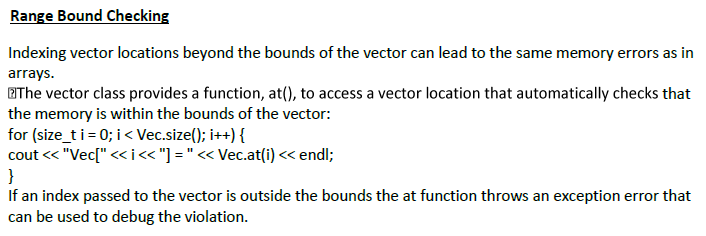 Range Bound Checking
Indexing vector locations beyond the bounds of the vector can lead to the same memory errors as in
arrays.
⍰The vector class provides a function, at(), to access a vector location that automatically checks that
the memory is within the bounds of the vector:
for (size_t i = 0; i < Vec.size(); i++) {
cout << "Vec[" << i << "] = " << Vec.at(i) << endl;
}
If an index passed to the vector is outside the bounds the at function throws an exception error that
can be used to debug the violation.